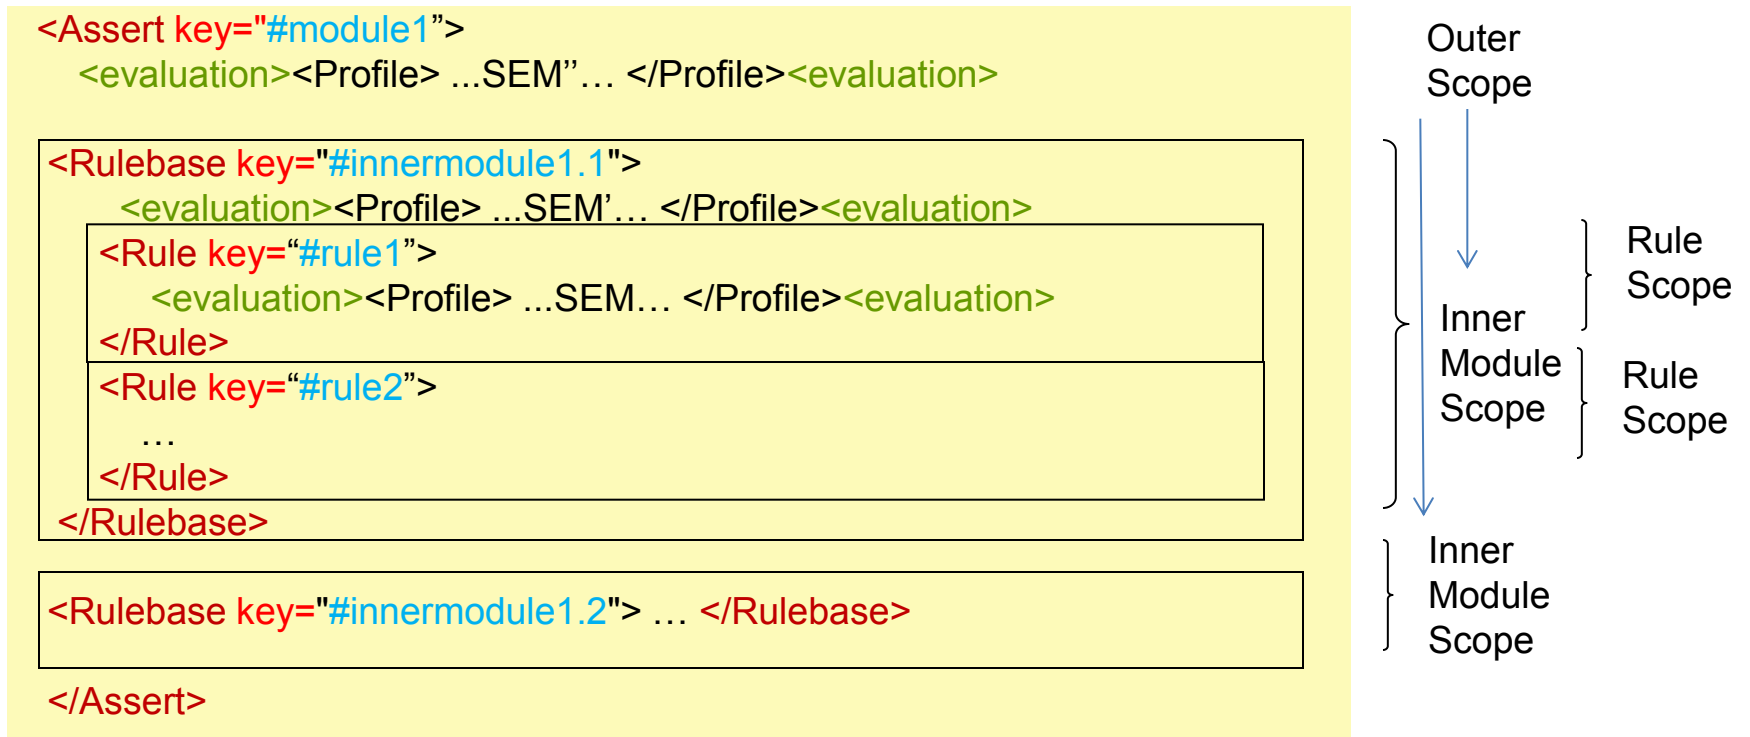 <Assert key="#module1”>
<evaluation><Profile> ...SEM’’… </Profile><evaluation>
<Rulebase key="#innermodule1.1">
<evaluation><Profile> ...SEM’… </Profile><evaluation>
<Rule key=“#rule1”>
<evaluation><Profile> ...SEM… </Profile><evaluation>
</Rule>
<Rule key=“#rule2”>
…
</Rule>
</Rulebase>
<Rulebase key="#innermodule1.2"> … </Rulebase>
</Assert>
Outer
Scope
Inner
Module
Scope
Rule
Scope
Rule
Scope
Inner
Module
Scope